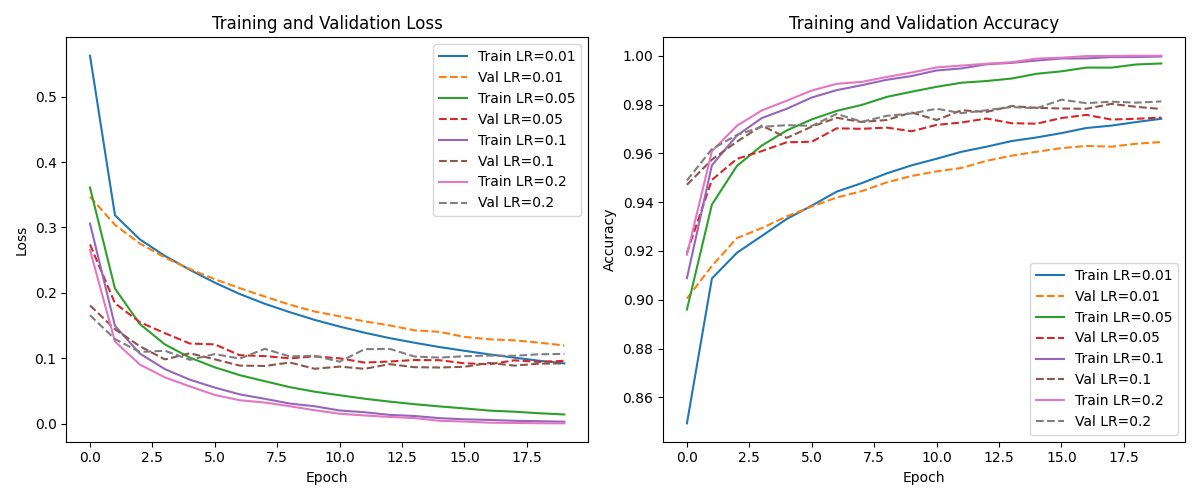 Training and Validation Loss
Loss
0.5
0.4
0.3
0.2
0.1
0.0
0.0 2.5 5.0 7.5 10.0 12.5 15.0 17.5
Epoch
Train LR=0.01
Val LR=0.01
Train LR=0.05
Val LR=0.05
Train LR=0.1
Val LR=0.1
Train LR=0.2
Val LR=0.2
Training and Validation Accuracy
Accuracy
1.00
0.98
0.96
0.94
0.92
0.90
0.88
0.86
0.0 2.5 5.0 7.5 10.0 12.5 15.0 17.5
Epoch
Train LR=0.01
Val LR=0.01
Train LR=0.05
Val LR=0.05
Train LR=0.1
Val LR=0.1
Train LR=0.2
Val LR=0.2